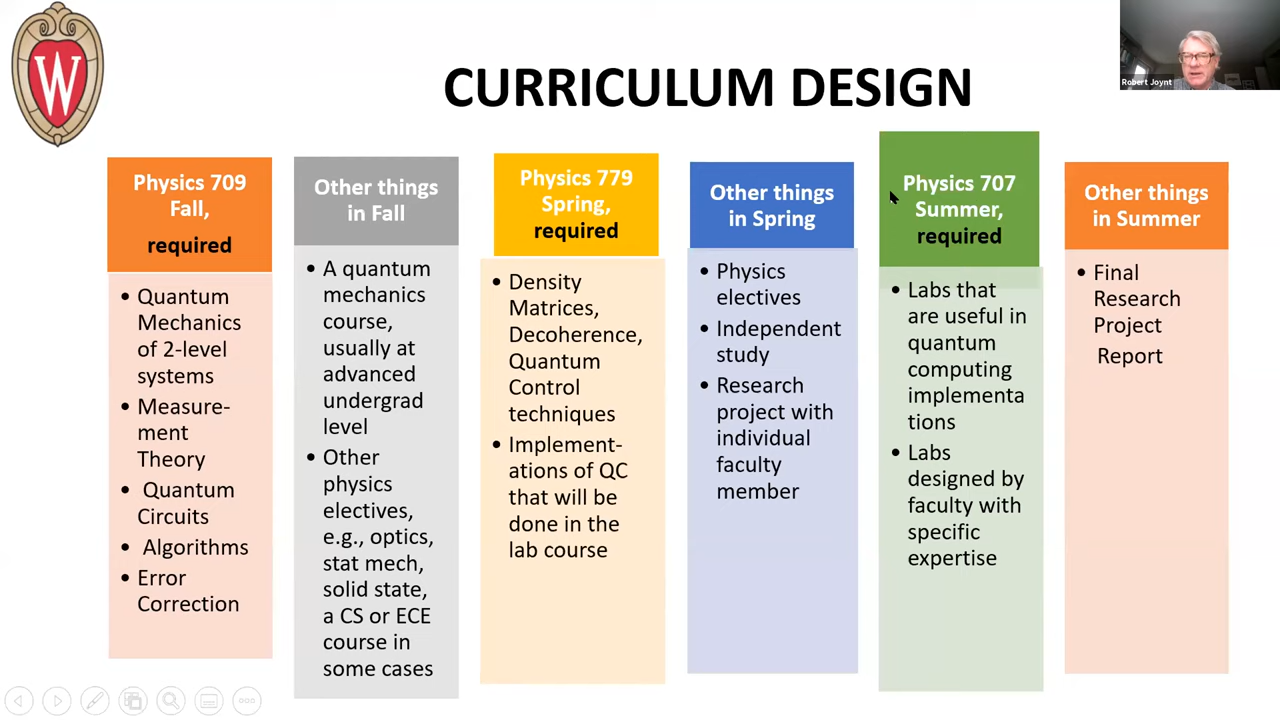 W
Robert Joynt
CURRICULUM DESIGN
Physics 709
Fall,
required
• Quantum
Mechanics
of 2-level
systems
• Measure-
ment
Theory
• Quantum
Circuits
• Algorithms
• Error
Correction
Other things
in Fall
• A quantum
mechanics
course,
usually at
advanced
undergrad
level
• Other
physics
electives,
e.g., optics,
stat mech,
solid state,
a CS or ECE
course in
some cases
Physics 779
Spring,
required
• Density
Matrices,
Decoherence,
Quantum
Control
techniques
• Implement-
ations of QC
that will be
done in the
lab course
Other things
in Spring
• Physics
electives
• Independent
study
• Research
project with
individual
faculty
member
Physics 707
Summer,
required
• Labs that
are useful in
quantum
computing
implementa
tions
• Labs
designed by
faculty with
specific
expertise
Other things
in Summer
• Final
Research
Project
Report